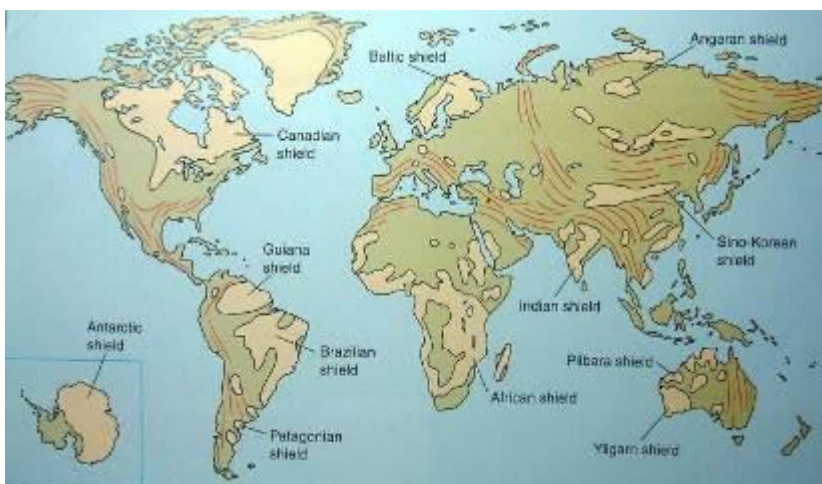 Angaran shield
Baltic shield
Canadian
shield
Sino-Korean
shield
Guiana
shield
Indian shield
Antarctic
shield
Brazilian
shield
Pilbara shield
African shield
Patagonian
shield
Yilgarn shield